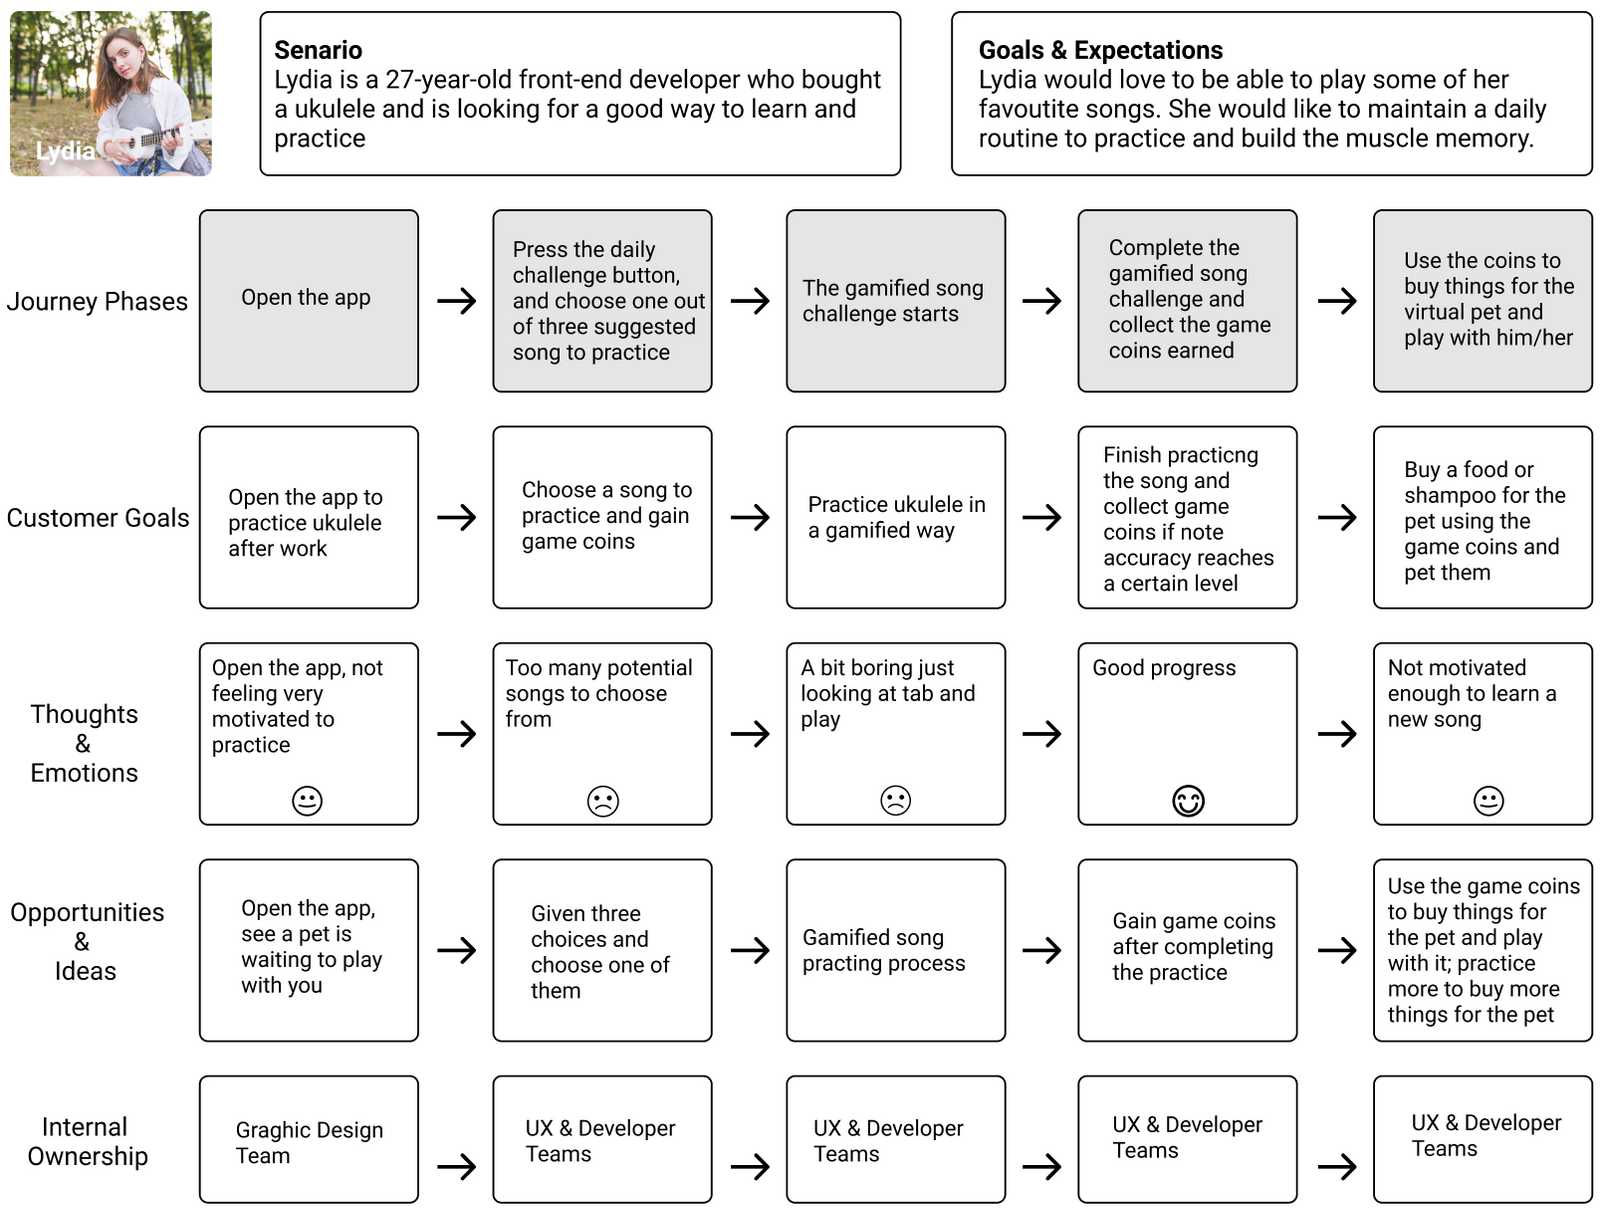 Lydia
Senario
Lydia is a 27-year-old front-end developer who bought
a ukulele and is looking for a good way to learn and
practice
Goals & Expectations
Lydia would love to be able to play some of her
favoutite songs. She would like to maintain a daily
routine to practice and build the muscle memory.
Journey Phases
Open the app
Press the daily
challenge button,
and choose one out
of three suggested
song to practice
The gamified song
challenge starts
Complete the
gamified song
challenge and
collect the game
coins earned
Use the coins to
buy things for the
virtual pet and
play with him/her
Customer Goals
Open the app to
practice ukulele
after work
Choose a song to
practice and gain
game coins
Practice ukulele in
a gamified way
Finish practicng
the song and
collect game
coins if note
accuracy reaches
a certain level
Buy a food or
shampoo for the
pet using the
game coins and
pet them
Thoughts
&
Emotions
Open the app, not
feeling very
motivated to
practice
Too many potential
songs to choose
from
A bit boring just
looking at tab and
play
Good progress
Not motivated
enough to learn a
new song
Opportunities
&
Ideas
Open the app,
see a pet is
waiting to play
with you
Given three
choices and
choose one of
them
Gamified song
practing process
Gain game coins
after completing
the practice
Use the game coins
to buy things for
the pet and play
with it; practice
more to buy more
things for the pet
Internal
Ownership
Graghic Design
Team
UX & Developer
Teams
UX & Developer
Teams
UX & Developer
Teams
UX & Developer
Teams